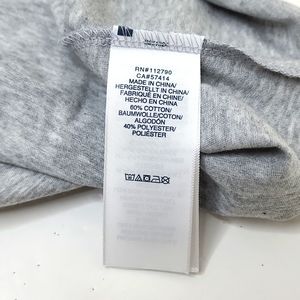 RN#112790
CA#57414
MADE IN CHINA/
HERGESTELLT IN CHINA/
FABRIQUÉ EN CHINE/
HECHO EN CHINA
60% COTTON/
BAUMWOLLE/COTON/
ALGODÓN
40% POLYESTER/
POLIÉSTER